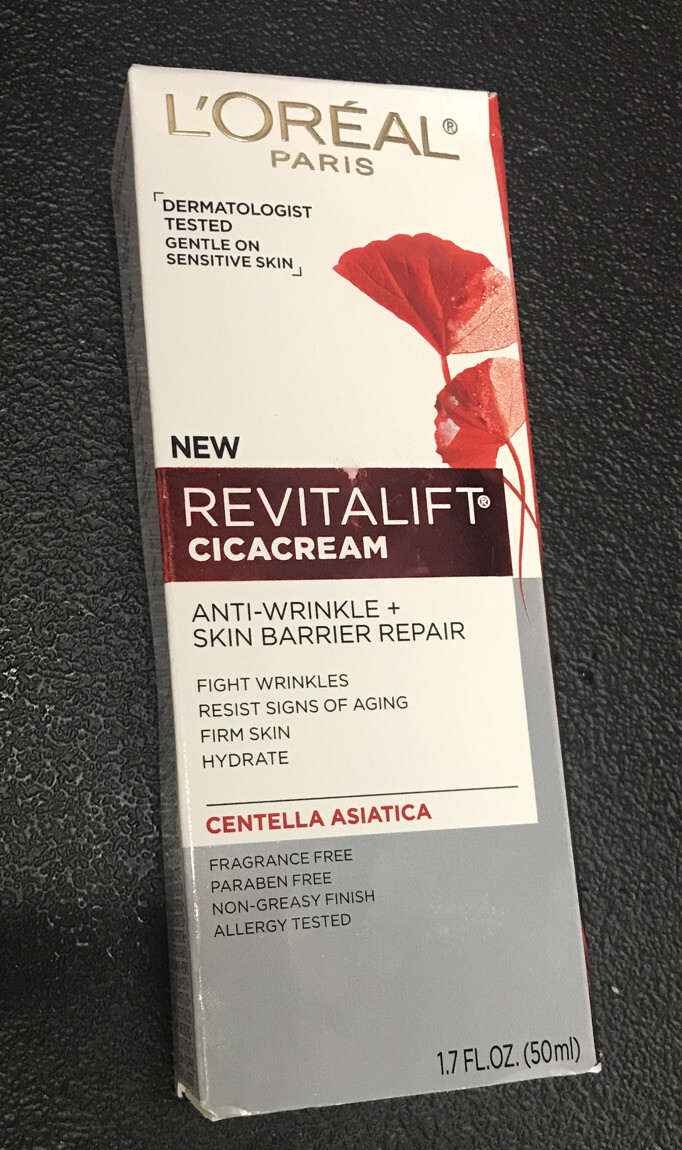 L'ORÉAL®
PARIS
DERMATOLOGIST
TESTED
GENTLE ON
SENSITIVE SKIN
NEW
REVITALIFT®
CICACREAM
ANTI-WRINKLE +
SKIN BARRIER REPAIR
FIGHT WRINKLES
RESIST SIGNS OF AGING
FIRM SKIN
HYDRATE
CENTELLA ASIATICA
FRAGRANCE FREE
PARABEN FREE
NON-GREASY FINISH
ALLERGY TESTED
1.7 FL.OZ. (50ml)